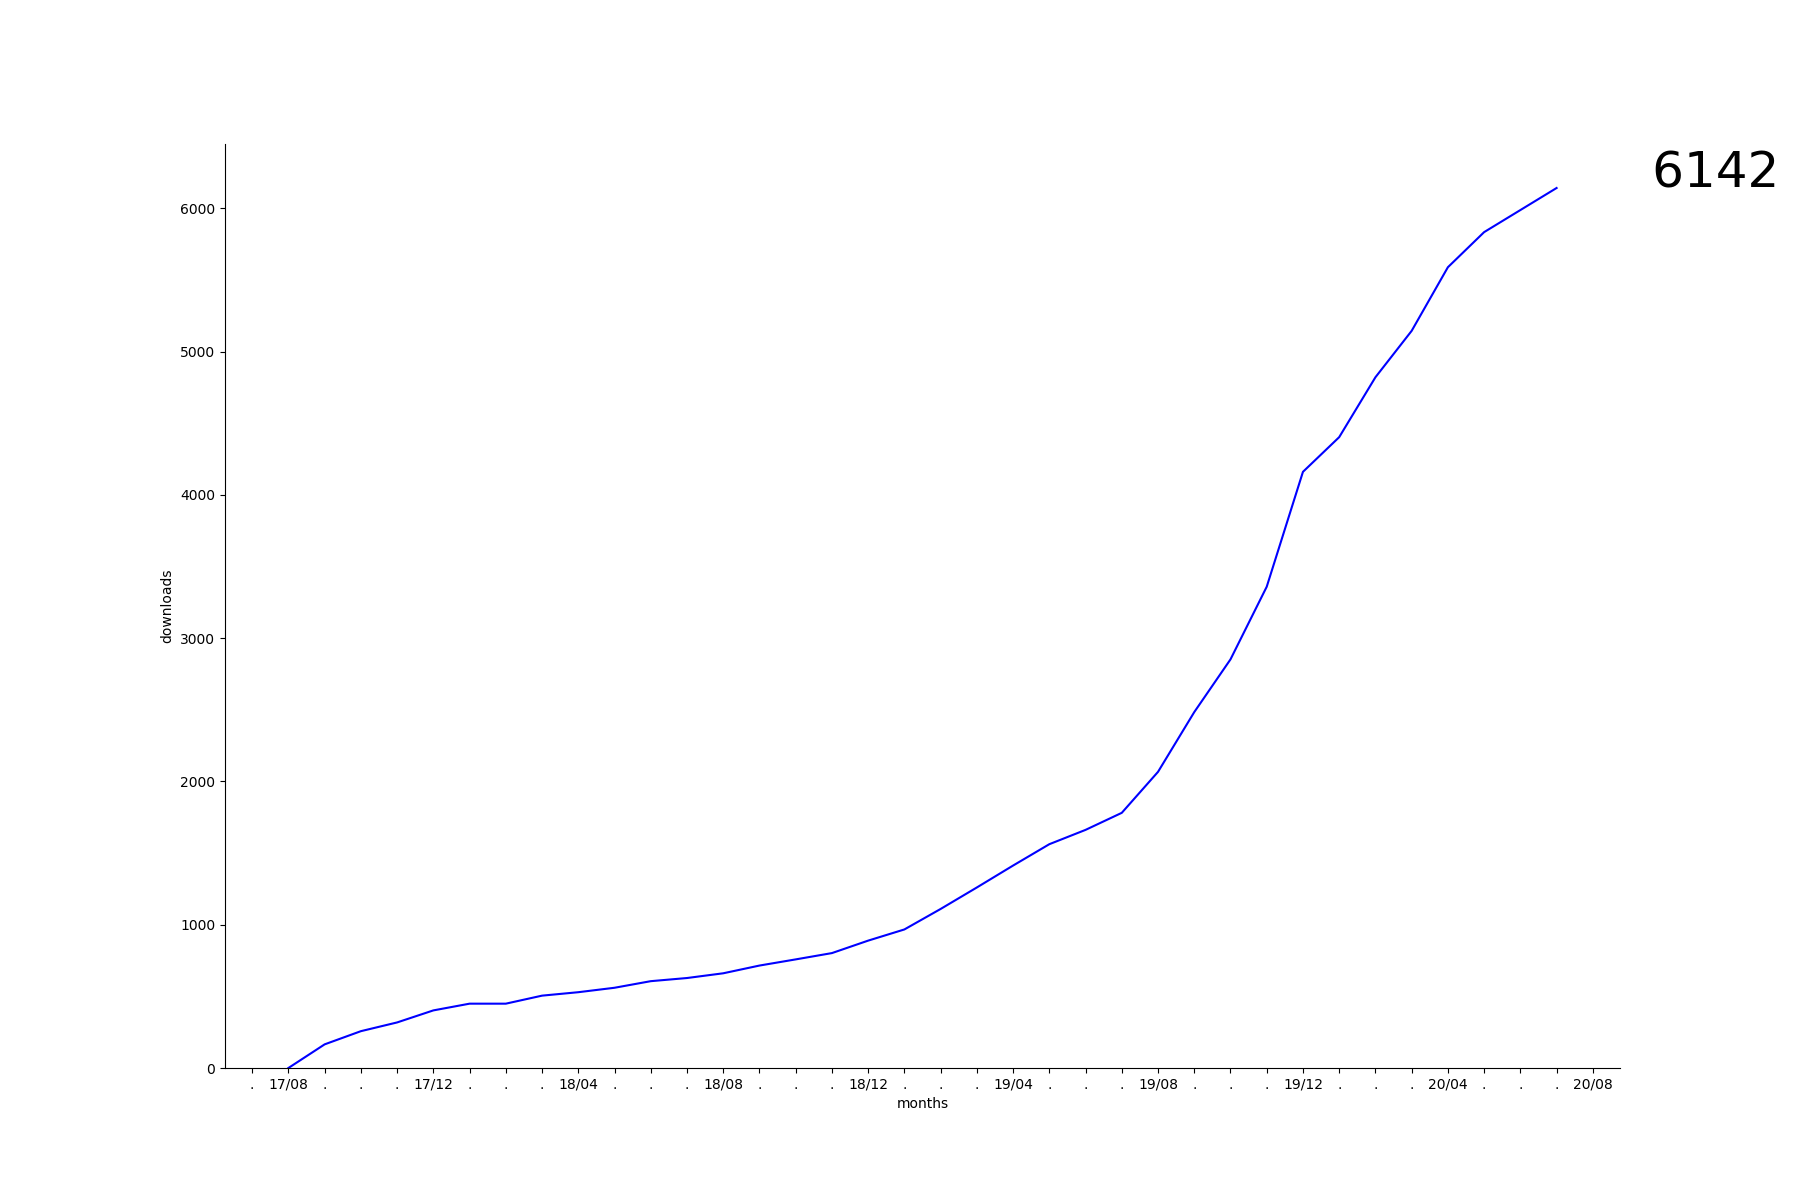 6142
6000
5000
4000
3000
2000
1000
0
downloads
. 17/08 . . . 17/12 . . . 18/04 . . . 18/08 . . . 18/12 . . . 19/04 . . . 19/08 . . . 19/12 . . . 20/04 . . . 20/08
months